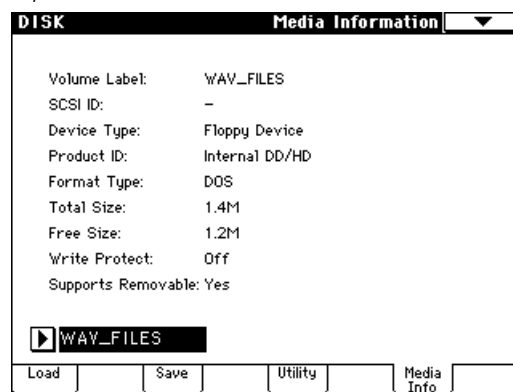 DISK Media Information
Volume Label: WAV_FILES
SCSI ID: –
Device Type: Floppy Device
Product ID: Internal DD/HD
Format Type: DOS
Total Size: 1.4M
Free Size: 1.2M
Write Protect: Off
Supports Removable: Yes
WAV_FILES
Load Save Utility Media
Info